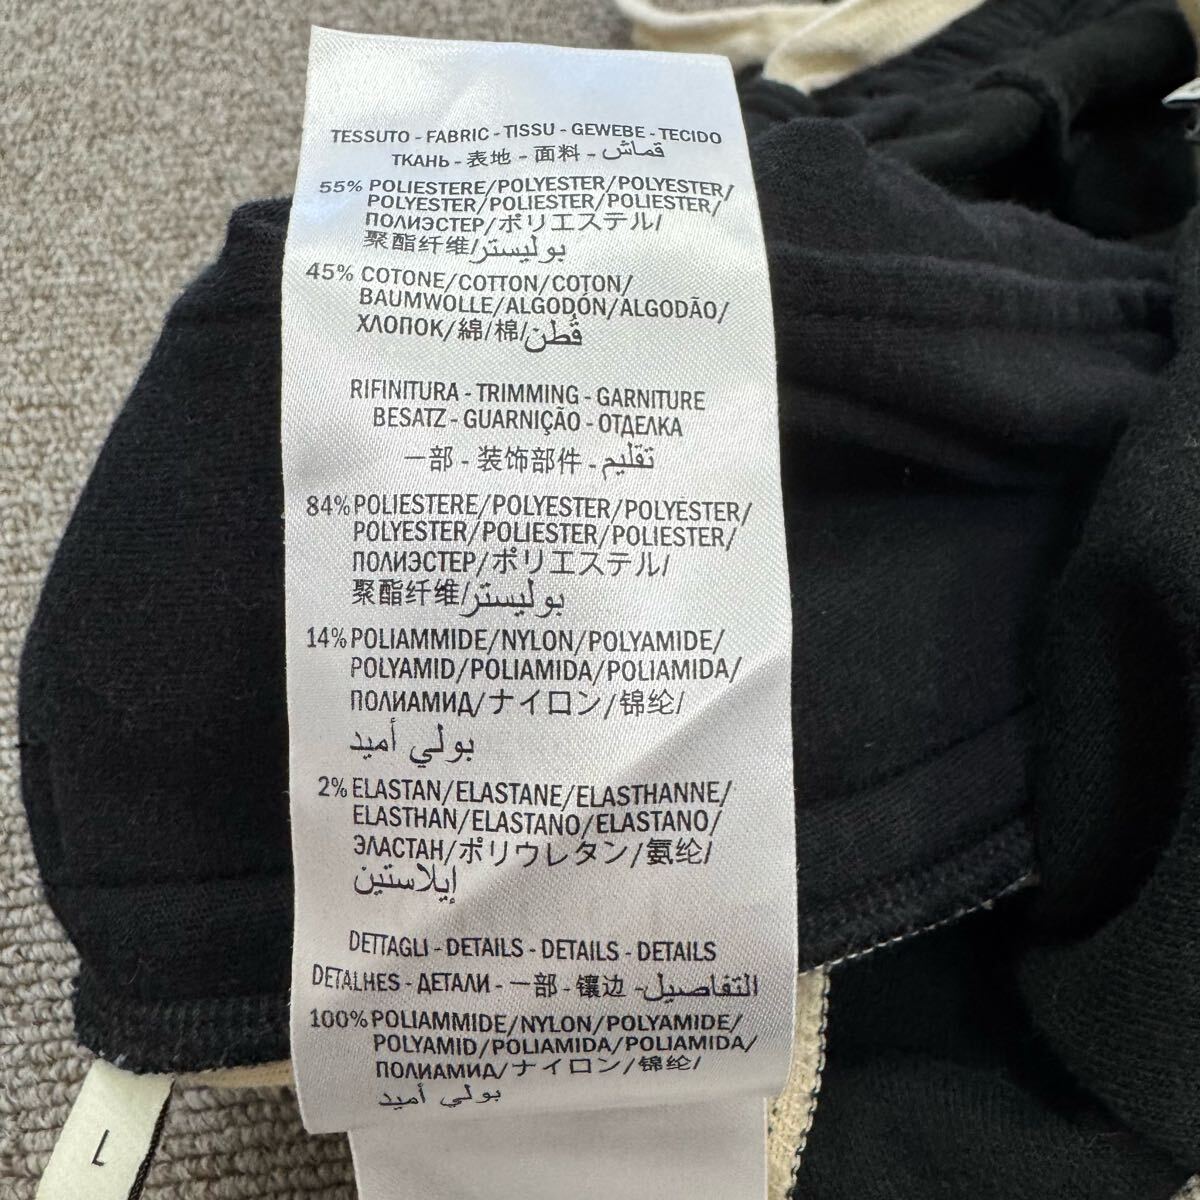 TESSUTO - FABRIC - TISSU - GEWEBE - TECIDO
ТКАНЬ - 表地 - 面料 - قماش
55% POLIESTERE/POLYESTER/POLYESTER/
POLYESTER/POLIESTER/POLIESTER/
ПОЛИЭСТЕР/ポリエステル/
聚酯纤维/بوليستر
45% COTONE/COTTON/COTON/
BAUMWOLLE/ALGODÓN/ALGODÃO/
ХЛОПОК/綿/棉/قُطن
RIFINITURA - TRIMMING - GARNITURE
BESATZ - GUARNIÇÃO - ОТДЕЛКА
一部 - 装饰部件 - تقليم
84% POLIESTERE/POLYESTER/POLYESTER/
POLYESTER/POLIESTER/POLIESTER/
ПОЛИЭСТЕР/ポリエステル/
聚酯纤维/بوليستر
14% POLIAMMIDE/NYLON/POLYAMIDE/
POLYAMID/POLIAMIDA/POLIAMIDA/
ПОЛИАМИД/ナイロン/锦纶/
بولي أميد
2% ELASTAN/ELASTANE/ELASTHANNE/
ELASTHAN/ELASTANO/ELASTANO/
ЭЛАСТАН/ポリウレタン/氨纶/
إيلاستين
DETTAGLI - DETAILS - DETAILS - DETAILS
DETALHES - ДЕТАЛИ - 一部 - 镶边 - التفاصيل
100% POLIAMMIDE/NYLON/POLYAMIDE/
POLYAMID/POLIAMIDA/POLIAMIDA/
ПОЛИАМИД/ナイロン/锦纶/
بولي أميد
L